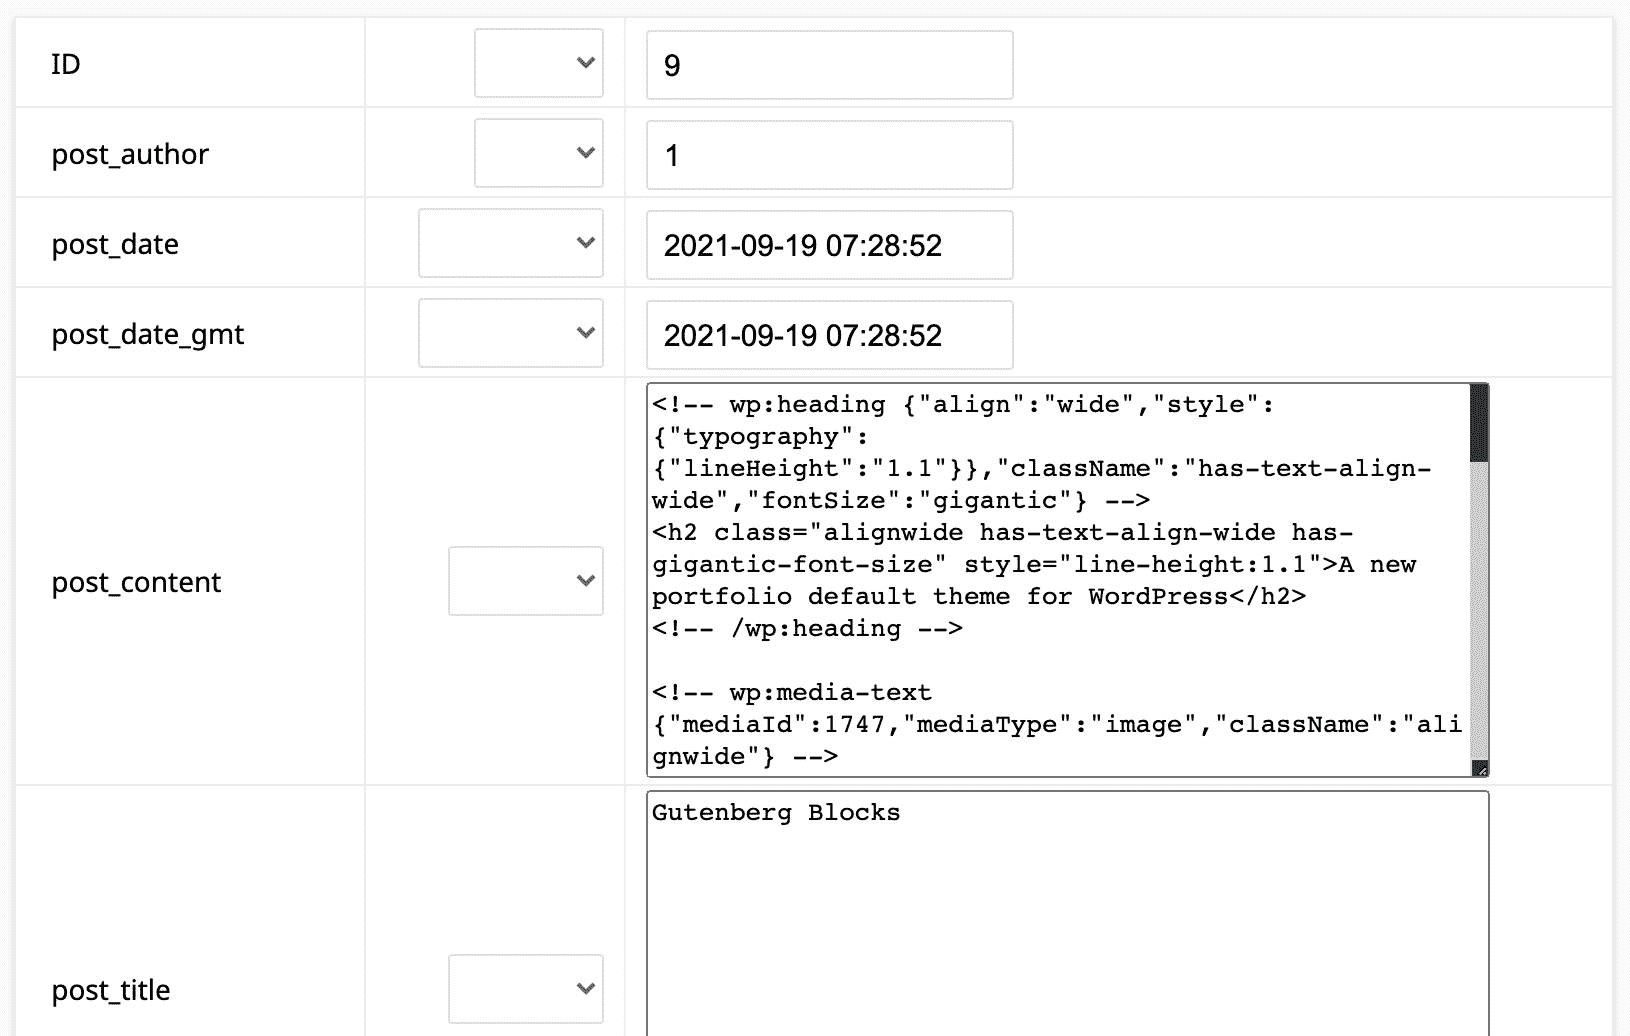 ID
9
post_author
1
post_date
2021-09-19 07:28:52
post_date_gmt
2021-09-19 07:28:52
post_content
<!-- wp:heading {"align":"wide","style":
{"typography":
{"lineHeight":"1.1"}},"className":"has-text-align-
wide","fontSize":"gigantic"} -->
<h2 class="alignwide has-text-align-wide has-
gigantic-font-size" style="line-height:1.1">A new
portfolio default theme for WordPress</h2>
<!-- /wp:heading -->
<!-- wp:media-text
{"mediaId":1747,"mediaType":"image","className":"ali
gnwide"} -->
post_title
Gutenberg Blocks